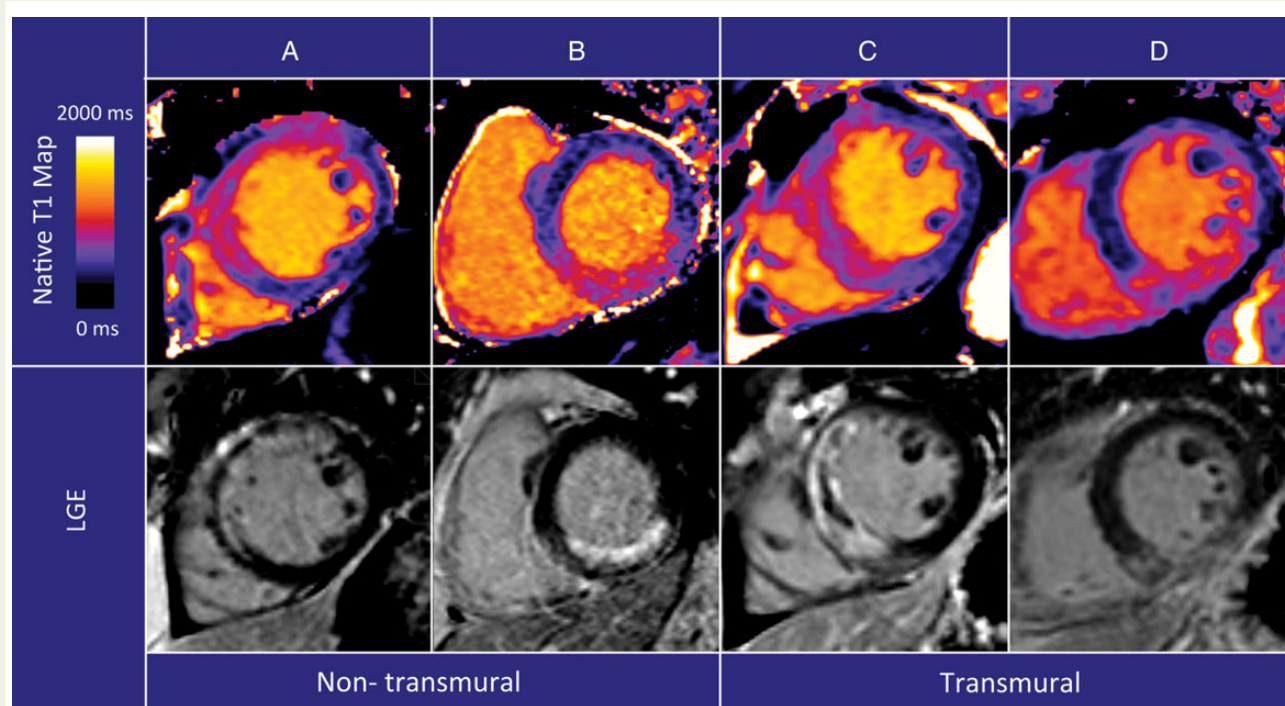 A
B
C
D
Native T1 Map
2000 ms
0 ms
LGE
Non- transmural
Transmural